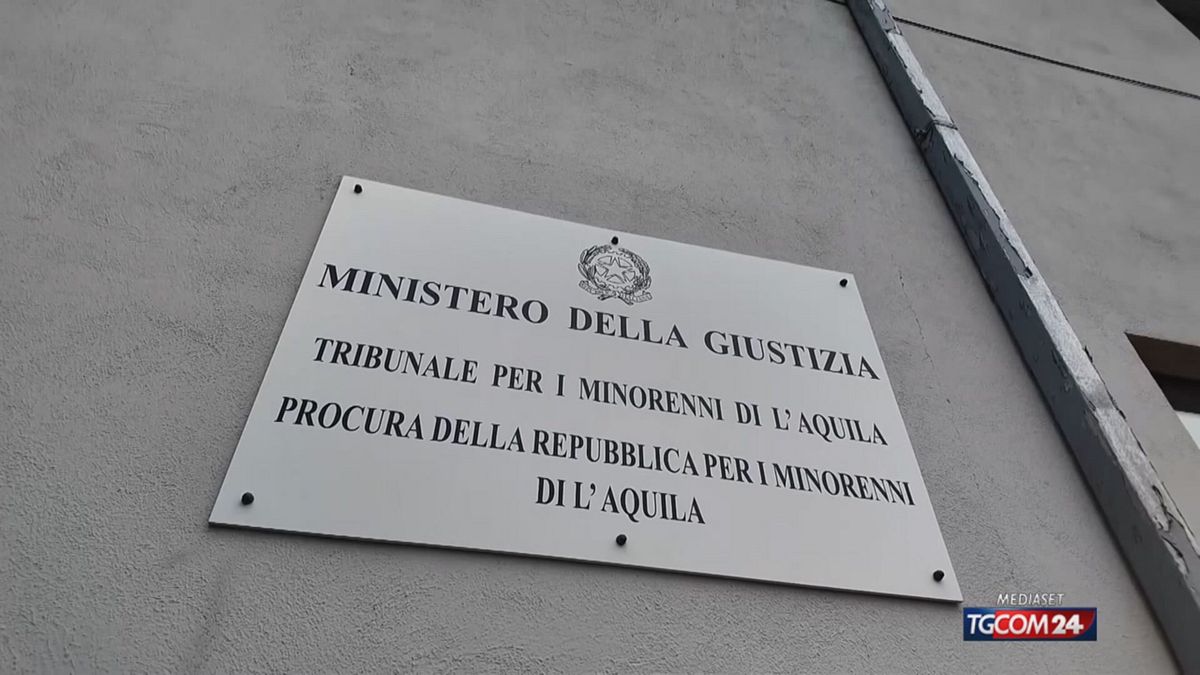 MINISTERO DELLA GIUSTIZIA
TRIBUNALE PER I MINORENNI DI L'AQUILA
PROCURA DELLA REPUBBLICA PER I MINORENNI
DI L'AQUILA
MEDIASET
TGCOM24